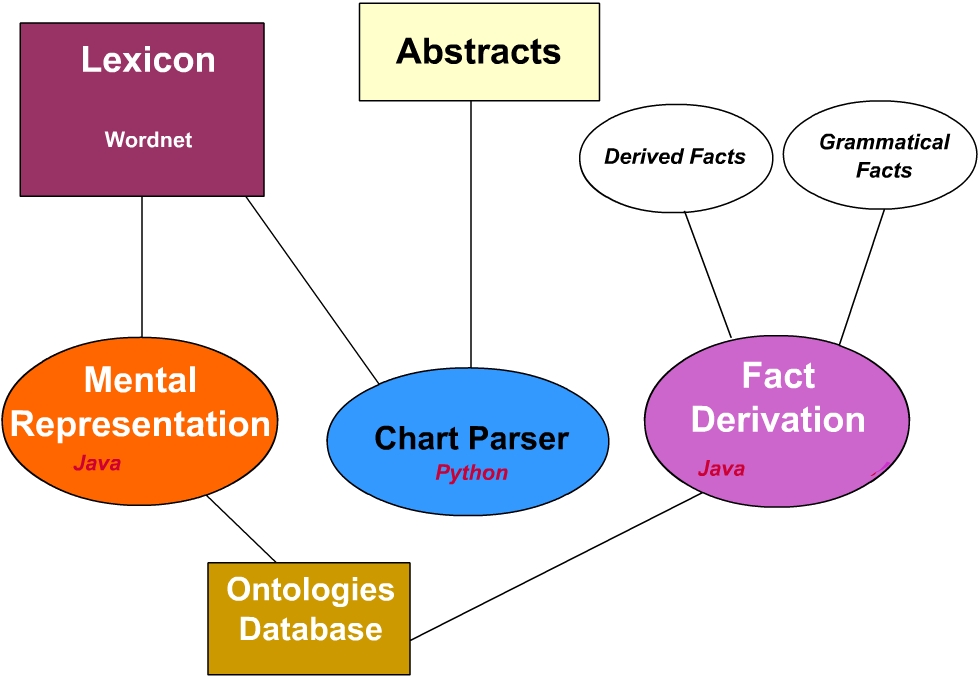 Lexicon
Wordnet
Abstracts
Derived Facts
Grammatical
Facts
Mental
Representation
Java
Chart Parser
Python
Fact
Derivation
Java
Ontologies
Database